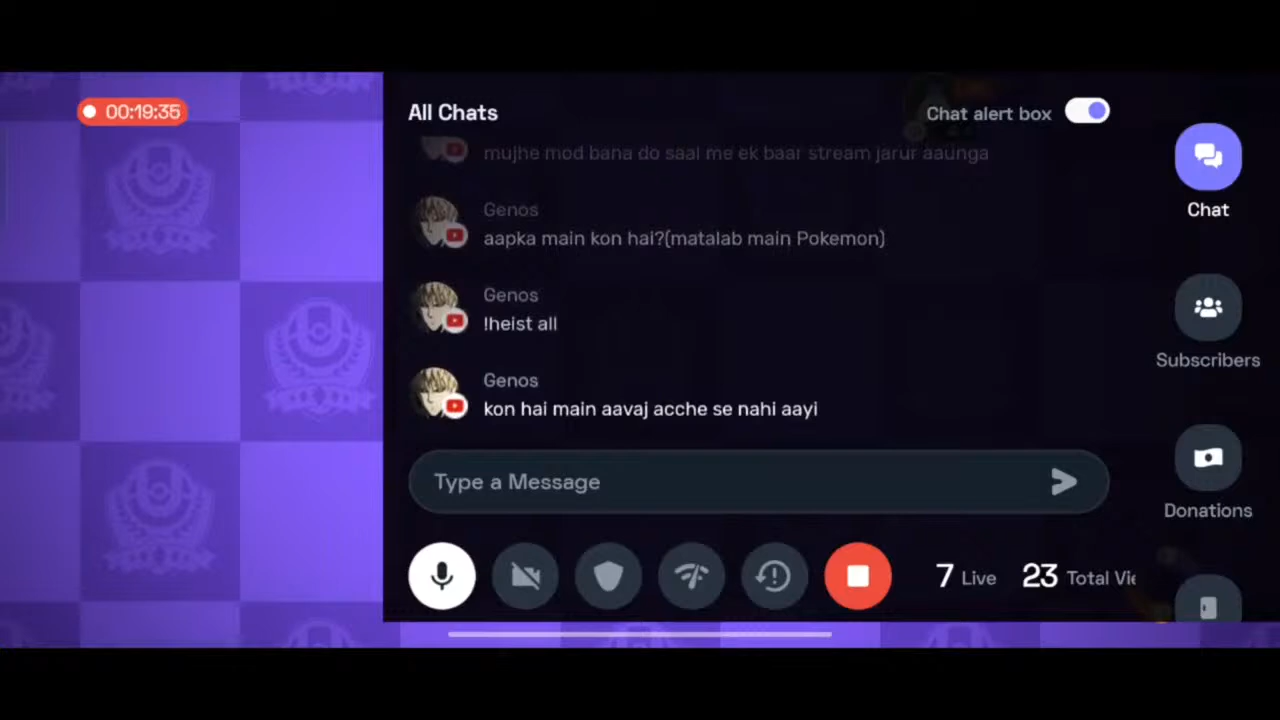 00:19:35
All Chats
Chat alert box
mujhe mod bana do saal me ek baar stream jarur aaunga
Genos
aapka main kon hai?(matalab main Pokemon)
Genos
!heist all
Genos
kon hai main aavaj acche se nahi aayi
Type a Message
7 Live 23 Total Vie
Chat
Subscribers
Donations